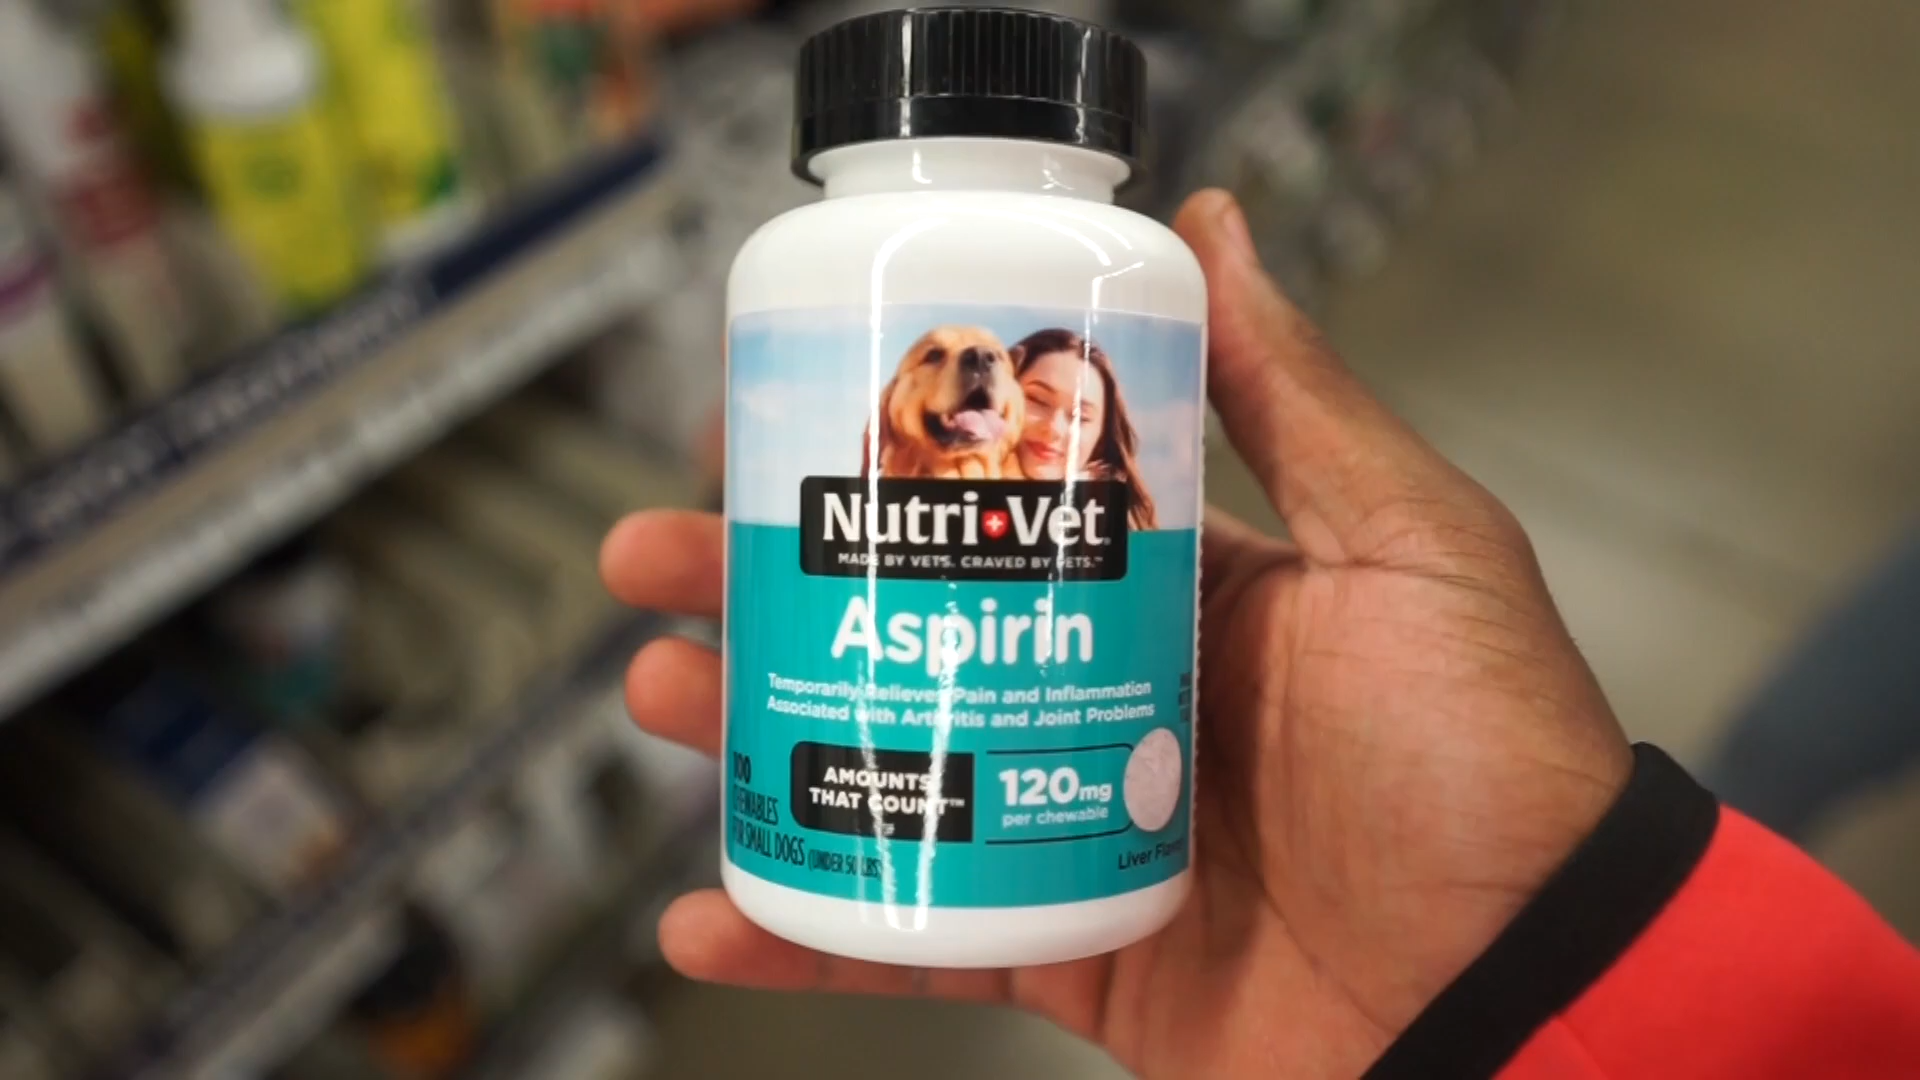 Nutri Vet
MADE BY VETS. CRAVED BY PETS.™
Aspirin
Temporarily Relieves Pain and Inflammation
Associated with Arthritis and Joint Problems
100
CHEWABLES
FOR SMALL DOGS (UNDER 50 LBS)
AMOUNTS
THAT COUNT™
120mg
per chewable
Liver